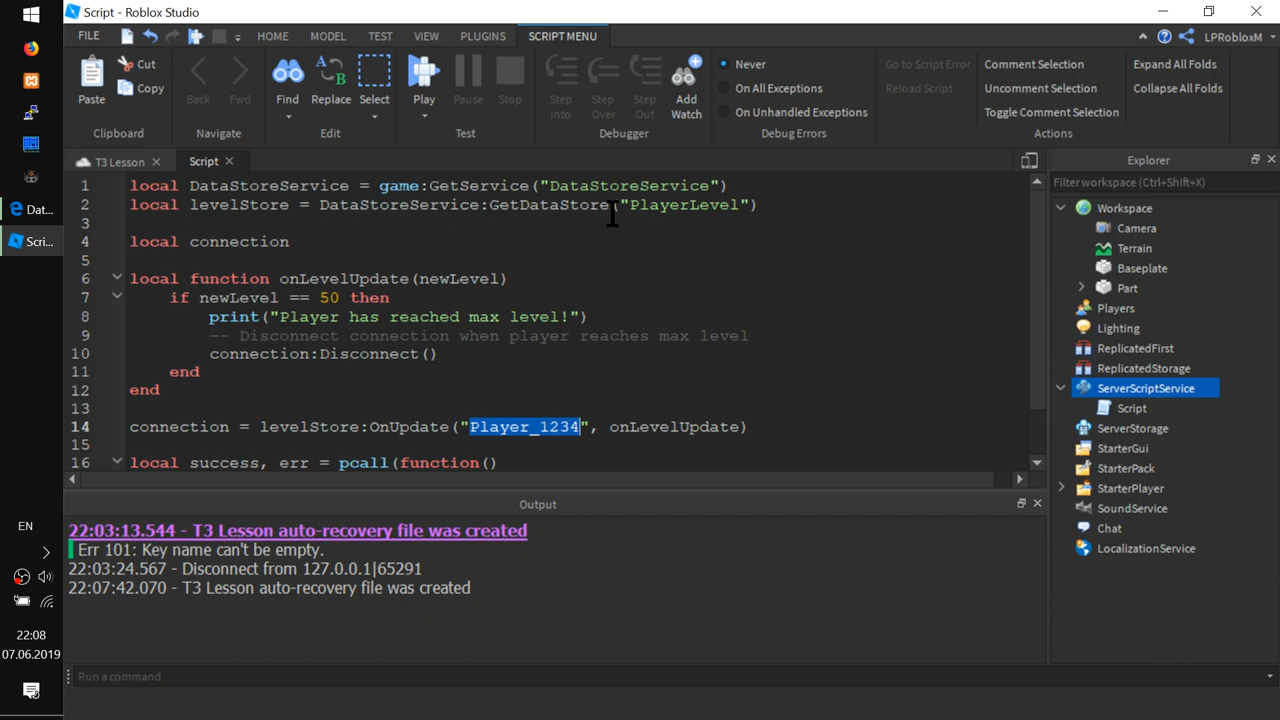 Script - Roblox Studio
FILE HOME MODEL TEST VIEW PLUGINS SCRIPT MENU LPRobloxM
Paste Cut Copy
Clipboard
Back Fwd
Navigate
Find Replace Select
Edit
Play Pause Stop
Test
Step Into Step Over Step Out Add Watch
Debugger
Never
On All Exceptions
On Unhandled Exceptions
Debug Errors
Go to Script Error
Reload Script
Comment Selection
Uncomment Selection
Toggle Comment Selection
Expand All Folds
Collapse All Folds
Actions
T3 Lesson Script
1 local DataStoreService = game:GetService("DataStoreService")
2 local levelStore = DataStoreService:GetDataStore("PlayerLevel")
3
4 local connection
5
6 local function onLevelUpdate(newLevel)
7 if newLevel == 50 then
8 print("Player has reached max level!")
9 -- Disconnect connection when player reaches max level
10 connection:Disconnect()
11 end
12 end
13
14 connection = levelStore:OnUpdate("Player_1234", onLevelUpdate)
15
16 local success, err = pcall(function()
Output
22:03:13.544 - T3 Lesson auto-recovery file was created
Err 101: Key name can't be empty.
22:03:24.567 - Disconnect from 127.0.0.1|65291
22:07:42.070 - T3 Lesson auto-recovery file was created
Run a command
Explorer
Filter workspace (Ctrl+Shift+X)
Workspace
Camera
Terrain
Baseplate
Part
Players
Lighting
ReplicatedFirst
ReplicatedStorage
ServerScriptService
Script
ServerStorage
StarterGui
StarterPack
StarterPlayer
SoundService
Chat
LocalizationService
Dat...
Scri...
EN
22:08
07.06.2019